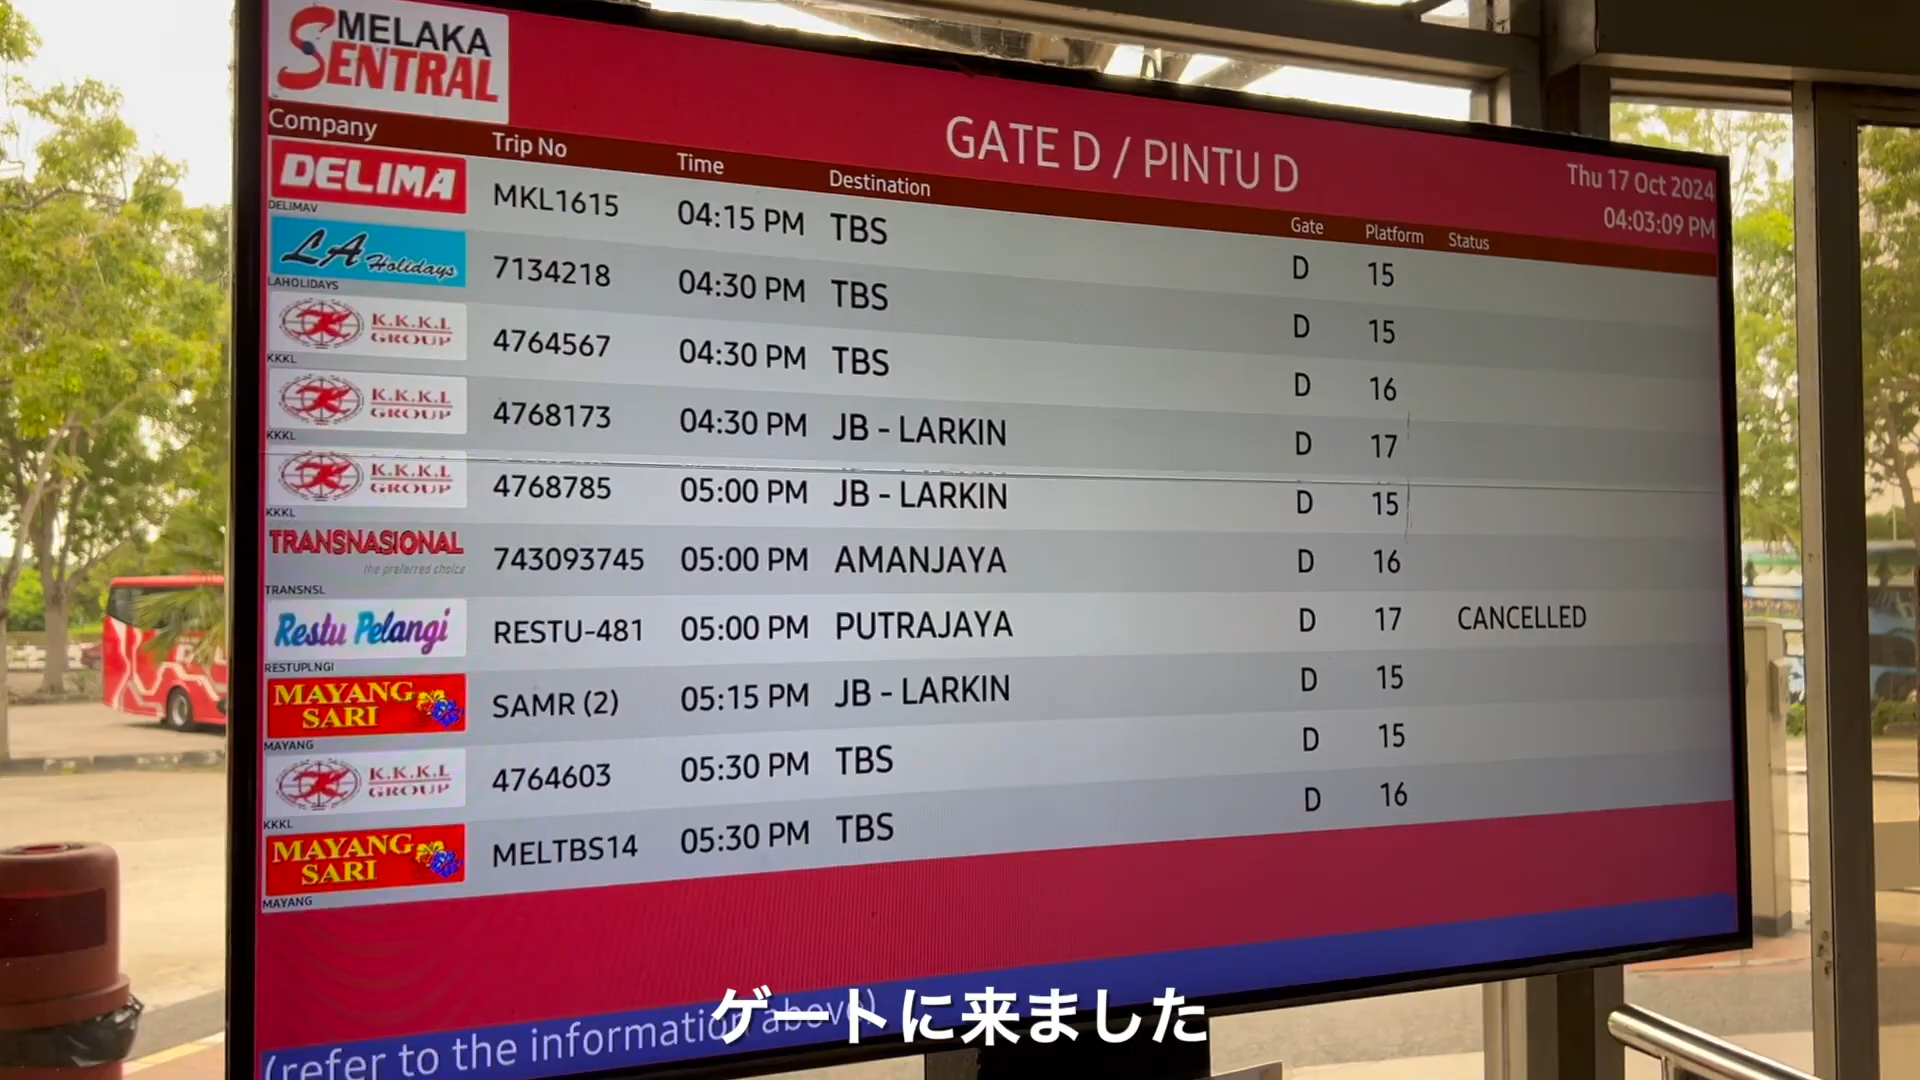 MELAKA
SENTRAL
GATE D / PINTU D
Thu 17 Oct 2024
04:03:09 PM
Company Trip No Time Destination Gate Platform Status
DELIMA
DELIMAV
MKL1615 04:15 PM TBS D 15
LA Holidays
LAHOLIDAYS
7134218 04:30 PM TBS D 15
K.K.K.L
GROUP
KKKL
4764567 04:30 PM TBS D 16
K.K.K.L
GROUP
KKKL
4768173 04:30 PM JB - LARKIN D 17
K.K.K.L
GROUP
KKKL
4768785 05:00 PM JB - LARKIN D 15
TRANSNASIONAL
the preferred choice
TRANSNSL
743093745 05:00 PM AMANJAYA D 16
Restu Pelangi
RESTUPLNGI
RESTU-481 05:00 PM PUTRAJAYA D 17 CANCELLED
MAYANG
SARI
MAYANG
SAMR (2) 05:15 PM JB - LARKIN D 15
K.K.K.L
GROUP
KKKL
4764603 05:30 PM TBS D 15
MAYANG
SARI
MAYANG
MELTBS14 05:30 PM TBS D 16
(refer to the information above)
ゲートに来ました